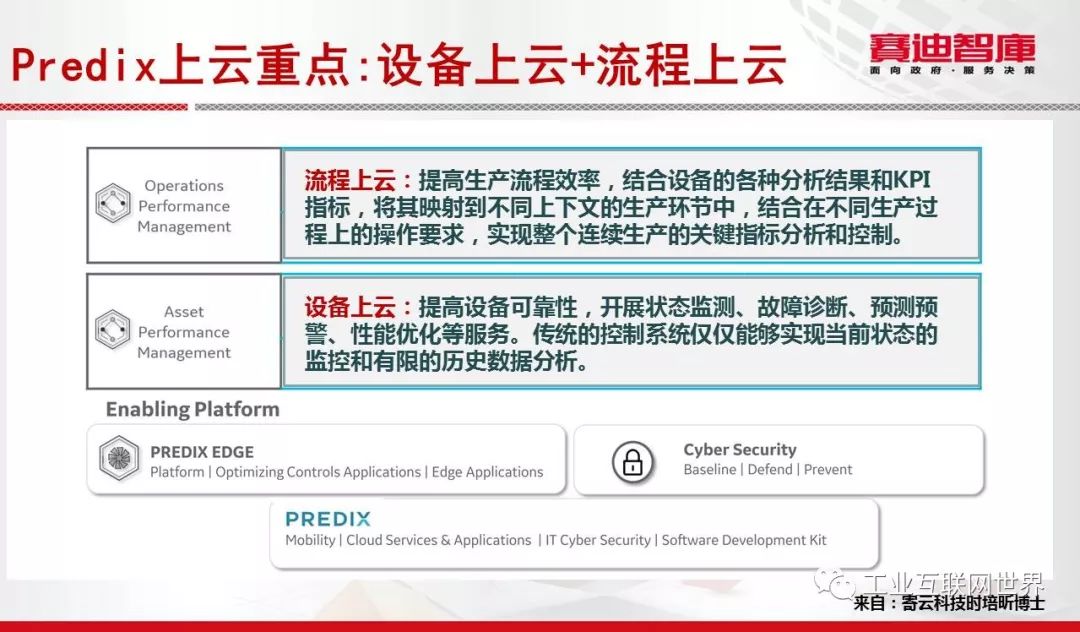 Predix上云重点:设备上云+流程上云
赛迪智庫
面向政府·服务决策
Operations
Performance
Management
流程上云：提高生产流程效率，结合设备的各种分析结果和KPI
指标，将其映射到不同上下文的生产环节中，结合在不同生产过
程上的操作要求，实现整个连续生产的关键指标分析和控制。
Asset
Performance
Management
设备上云：提高设备可靠性，开展状态监测、故障诊断、预测预
警、性能优化等服务。传统的控制系统仅仅能够实现当前状态的
监控和有限的历史数据分析。
Enabling Platform
PREDIX EDGE
Platform | Optimizing Controls Applications | Edge Applications
Cyber Security
Baseline | Defend | Prevent
PREDIX
Mobility | Cloud Services & Applications | IT Cyber Security | Software Development Kit
工业互联网世界
来自：寄云科技时培昕博士